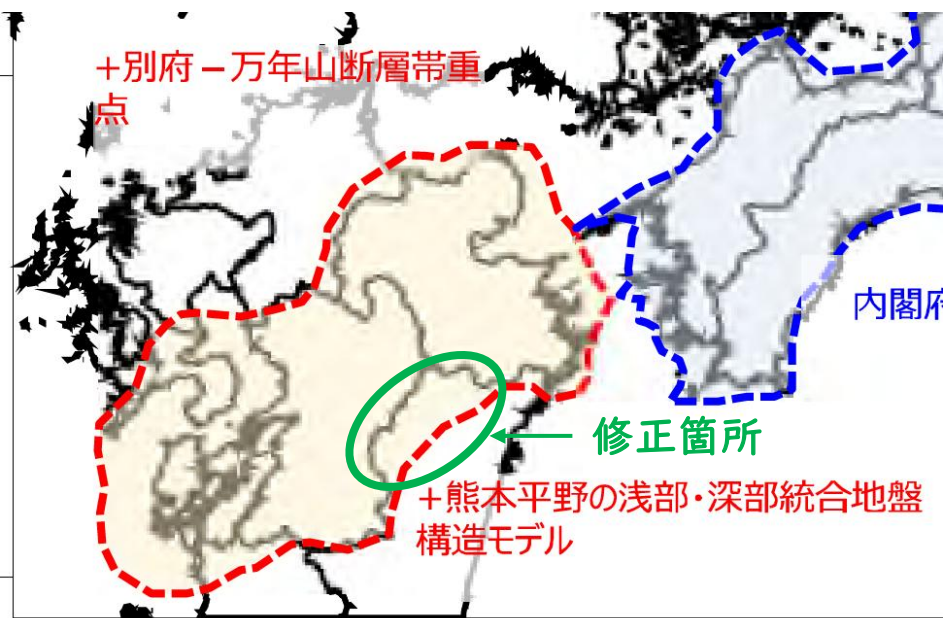 +別府－万年山断層帯重
点
内閣府
修正箇所
+熊本平野の浅部・深部統合地盤
構造モデル